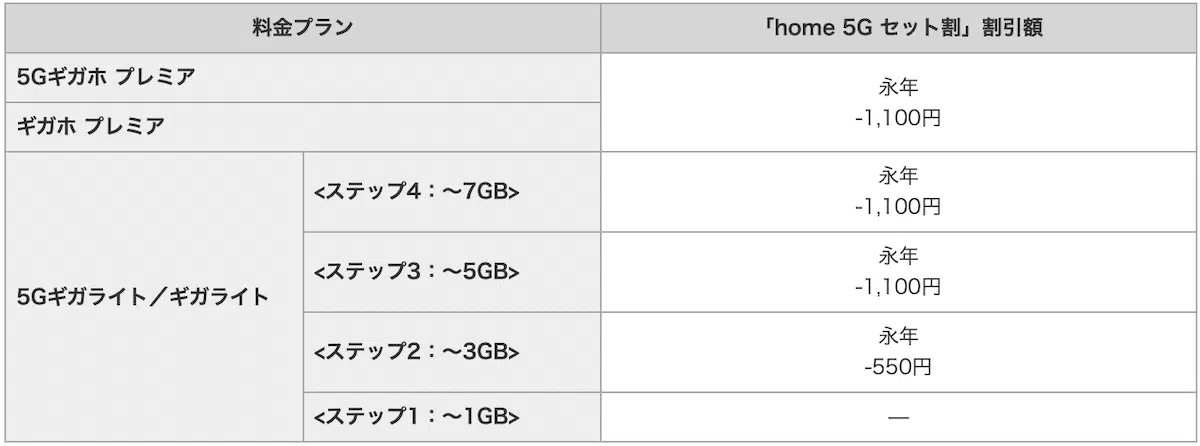 料金プラン
「home 5G セット割」割引額
5Gギガホ プレミア
永年
-1,100円
ギガホ プレミア
5Gギガライト／ギガライト
<ステップ4：〜7GB>
永年
-1,100円
<ステップ3：〜5GB>
永年
-1,100円
<ステップ2：〜3GB>
永年
-550円
<ステップ1：〜1GB>
—